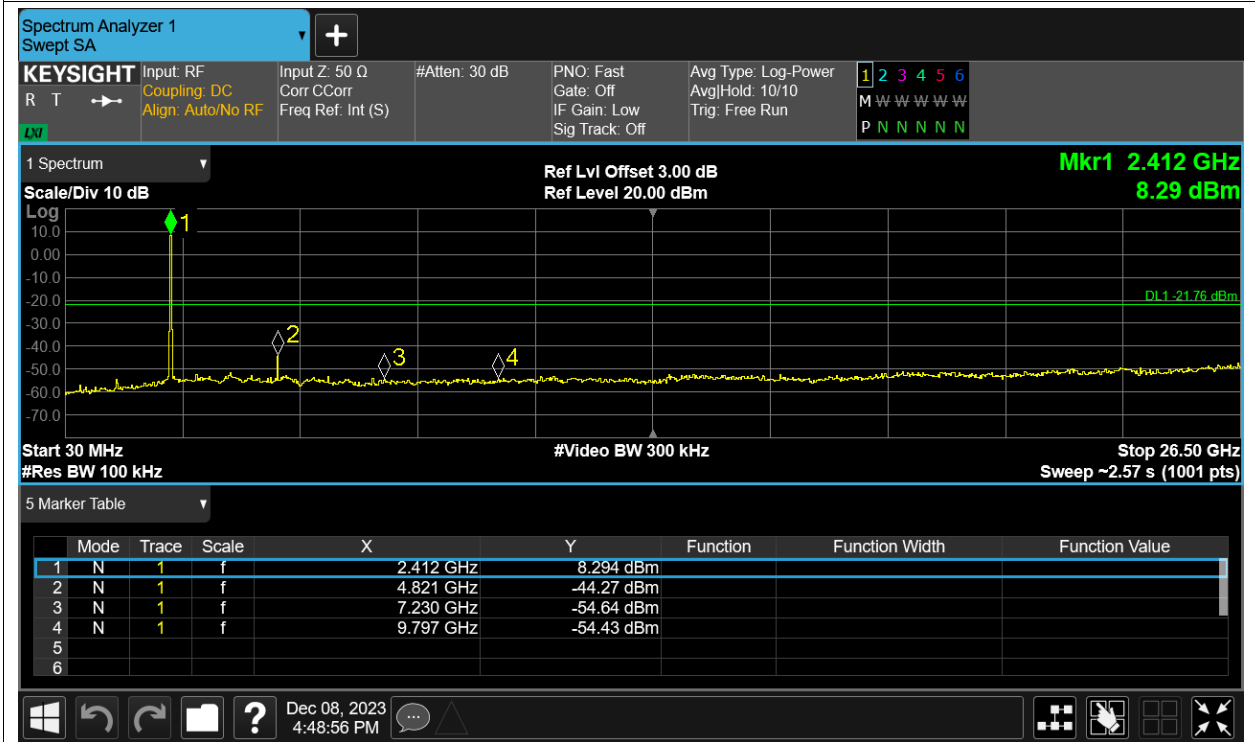 Spectrum Analyzer 1
Swept SA
+
KEYSIGHT Input: RF Input Z: 50 Ω #Atten: 30 dB PNO: Fast Avg Type: Log-Power 1 2 3 4 5 6
R T Coupling: DC Corr CCorr Gate: Off Avg|Hold: 10/10 M W W W W W
Align: Auto/No RF Freq Ref: Int (S) IF Gain: Low Trig: Free Run
LXI Sig Track: Off P N N N N N
1 Spectrum Ref Lvl Offset 3.00 dB Mkr1 2.412 GHz
Scale/Div 10 dB Ref Level 20.00 dBm 8.29 dBm
Log
1
10.0
0.00
-10.0
-20.0 DL1 -21.76 dBm
-30.0
2
-40.0
3 4
-50.0
-60.0
-70.0
Start 30 MHz #Video BW 300 kHz Stop 26.50 GHz
#Res BW 100 kHz Sweep ~2.57 s (1001 pts)
5 Marker Table
Mode Trace Scale X Y Function Function Width Function Value
1 N 1 f 2.412 GHz 8.294 dBm
2 N 1 f 4.821 GHz -44.27 dBm
3 N 1 f 7.230 GHz -54.64 dBm
4 N 1 f 9.797 GHz -54.43 dBm
5
6
? Dec 08, 2023
4:48:56 PM